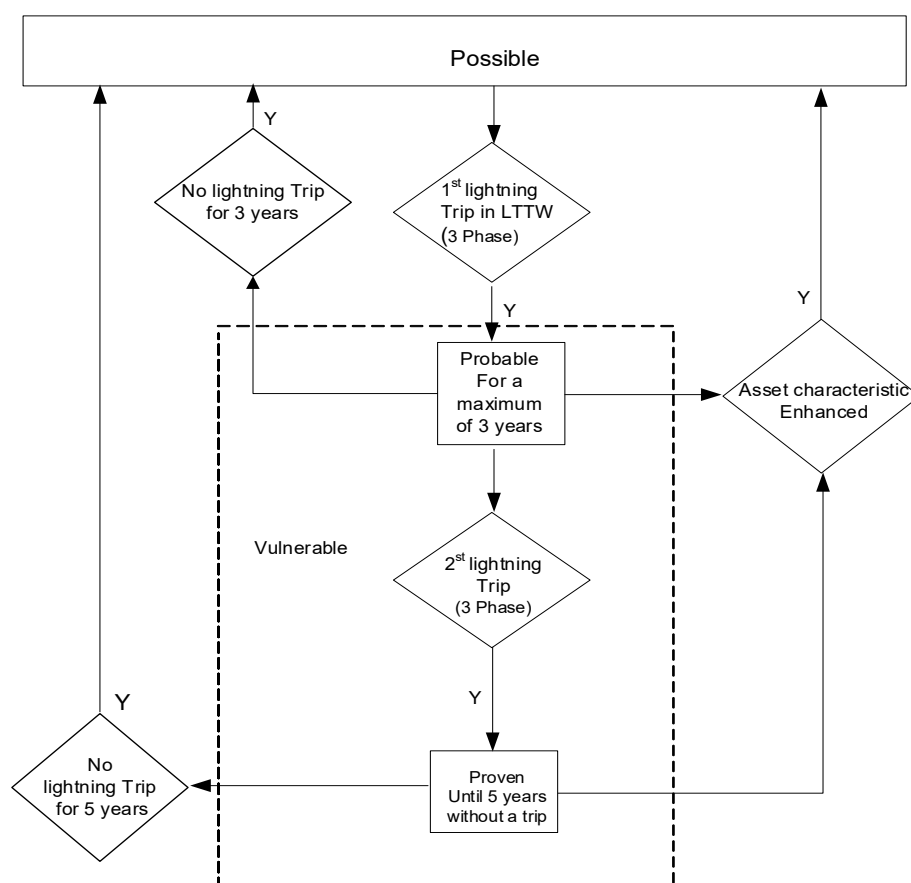 Possible
Y
Y
No lightning Trip
for 3 years
1st lightning
Trip in LTTW
(3 Phase)
Y
Y
Probable
For a
maximum
of 3 years
Asset characteristic
Enhanced
Vulnerable
2st lightning
Trip
(3 Phase)
Y
Y
No
lightning Trip
for 5 years
Proven
Until 5 years
without a trip